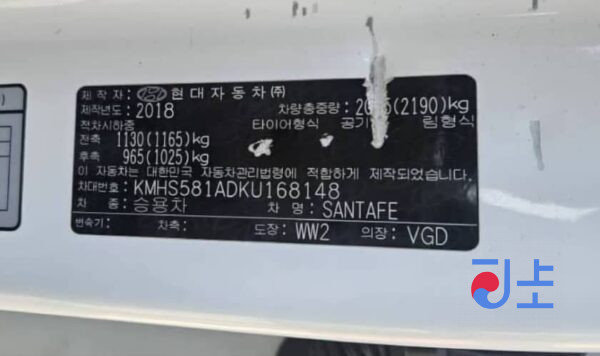 제작자: 현대자동차㈜
제작년도: 2018 차량총중량: (2190)kg
적차시하중 타이어형식 공기 림형식
전축 1130(1165)kg
후축 965(1025)kg
이 자동차는 대한민국 자동차관리법령에 적합하게 제작되었습니다.
차대번호: KMHS581ADKU168148
차 종: 승용차 차 명: SANTAFE
변속기: 차축: 도장: WW2 의장: VGD